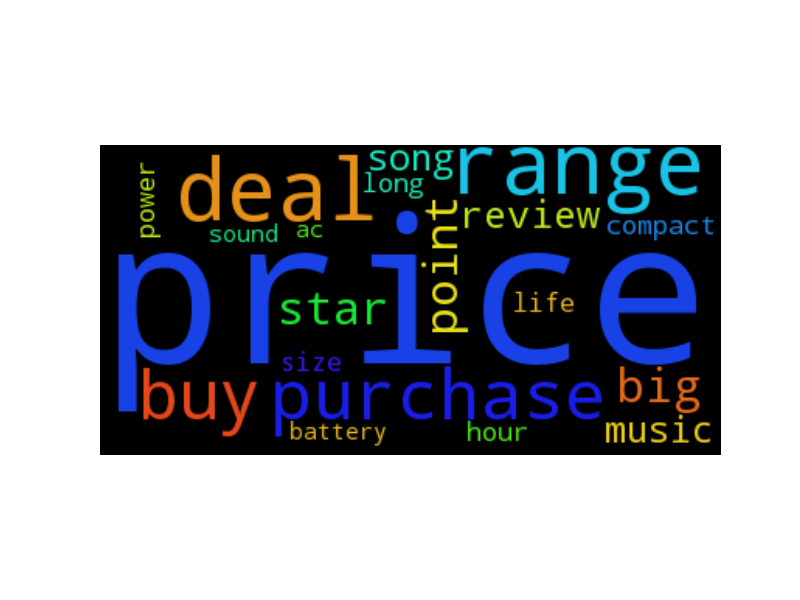 song
range
deal
long
power
review
compact
sound
ac
point
price
life
star
size
buy
purchase
big
battery
hour
music